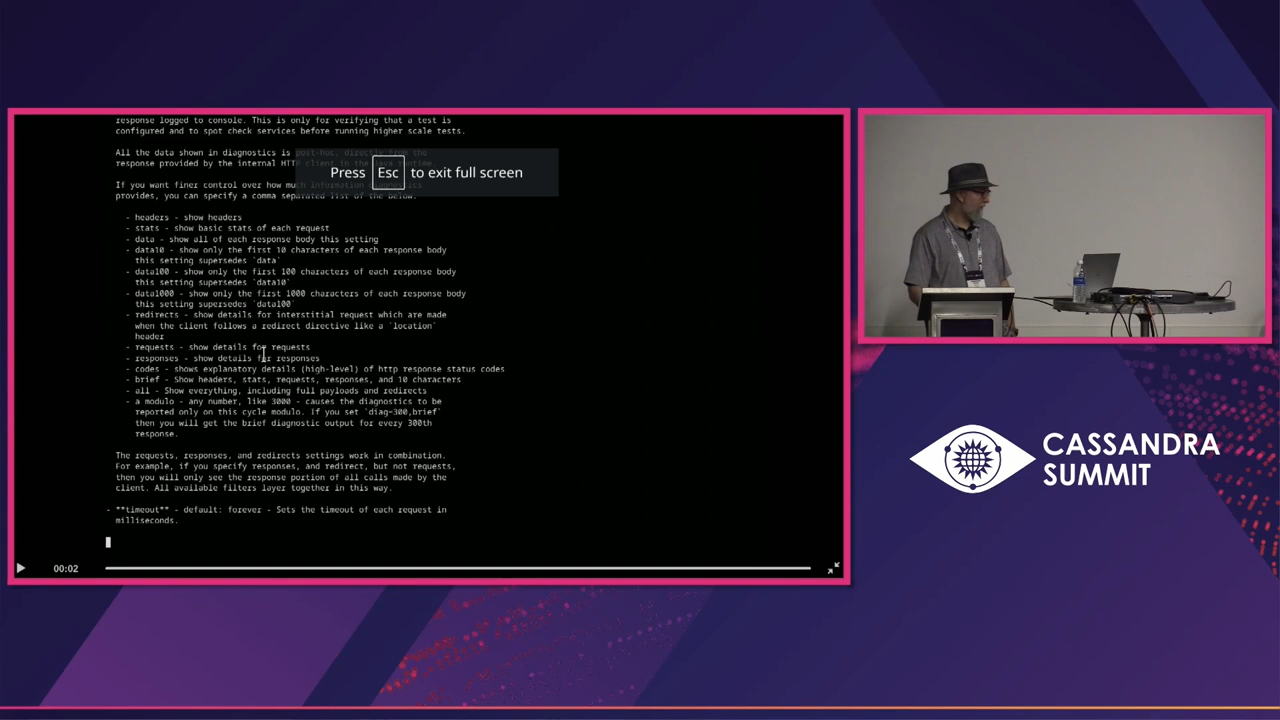 response logged to console. This is only for verifying that a test is
configured and to spot check services before running higher scale tests.
All the data shown in diagnostics is post-hoc, directly from the
response provided by the internal HTTP client in the Java runtime.
Press Esc to exit full screen
If you want finer control over how much information diagnostics
provides, you can specify a comma separated list of the below.
- headers - show headers
- stats - show basic stats of each request
- data - show all of each response body this setting
- data10 - show only the first 10 characters of each response body
this setting supersedes `data`
- data100 - show only the first 100 characters of each response body
this setting supersedes `data10`
- data1000 - show only the first 1000 characters of each response body
this setting supersedes `data100`
- redirects - show details for interstitial request which are made
when the client follows a redirect directive like a `location`
header
- requests - show details for requests
- responses - show details for responses
- codes - shows explanatory details (high-level) of http response status codes
- brief - Show headers, stats, requests, responses, and 10 characters
- all - Show everything, including full payloads and redirects
- a modulo - any number, like 3000 - causes the diagnostics to be
reported only on this cycle modulo. If you set `diag=300,brief`
then you will get the brief diagnostic output for every 300th
response.
The requests, responses, and redirects settings work in combination.
For example, if you specify responses, and redirect, but not requests,
then you will only see the response portion of all calls made by the
client. All available filters layer together in this way.
- **timeout** - default: forever - Sets the timeout of each request in
milliseconds.
00:02
CASSANDRA
SUMMIT